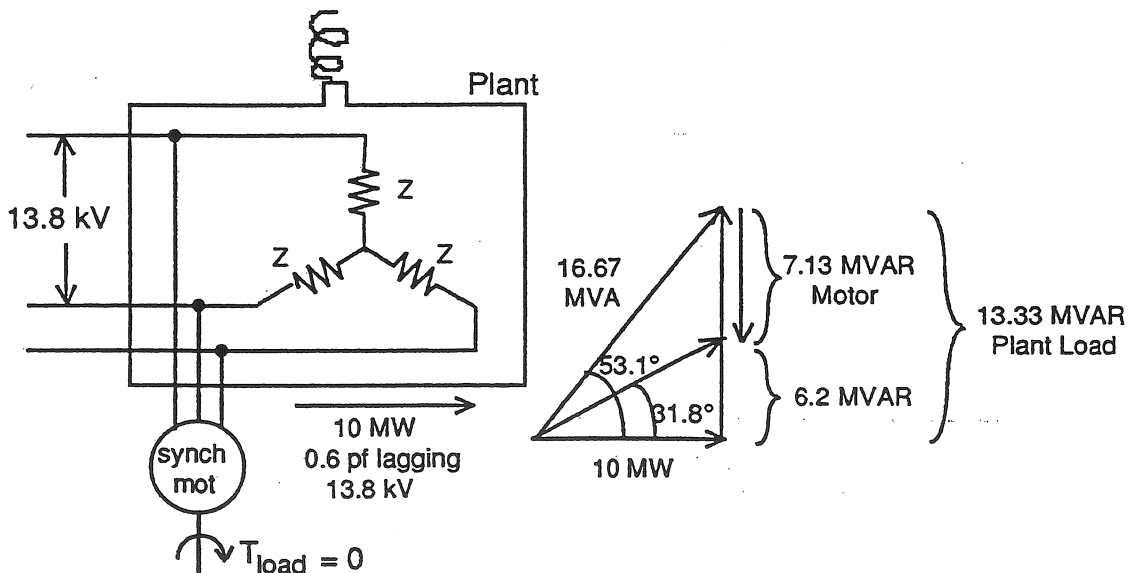 Plant
13.8 kV
Z
Z
Z
10 MW
0.6 pf lagging
13.8 kV
synch
mot
T load = 0
16.67
MVA
53.1°
31.8°
10 MW
7.13 MVAR
Motor
6.2 MVAR
13.33 MVAR
Plant Load